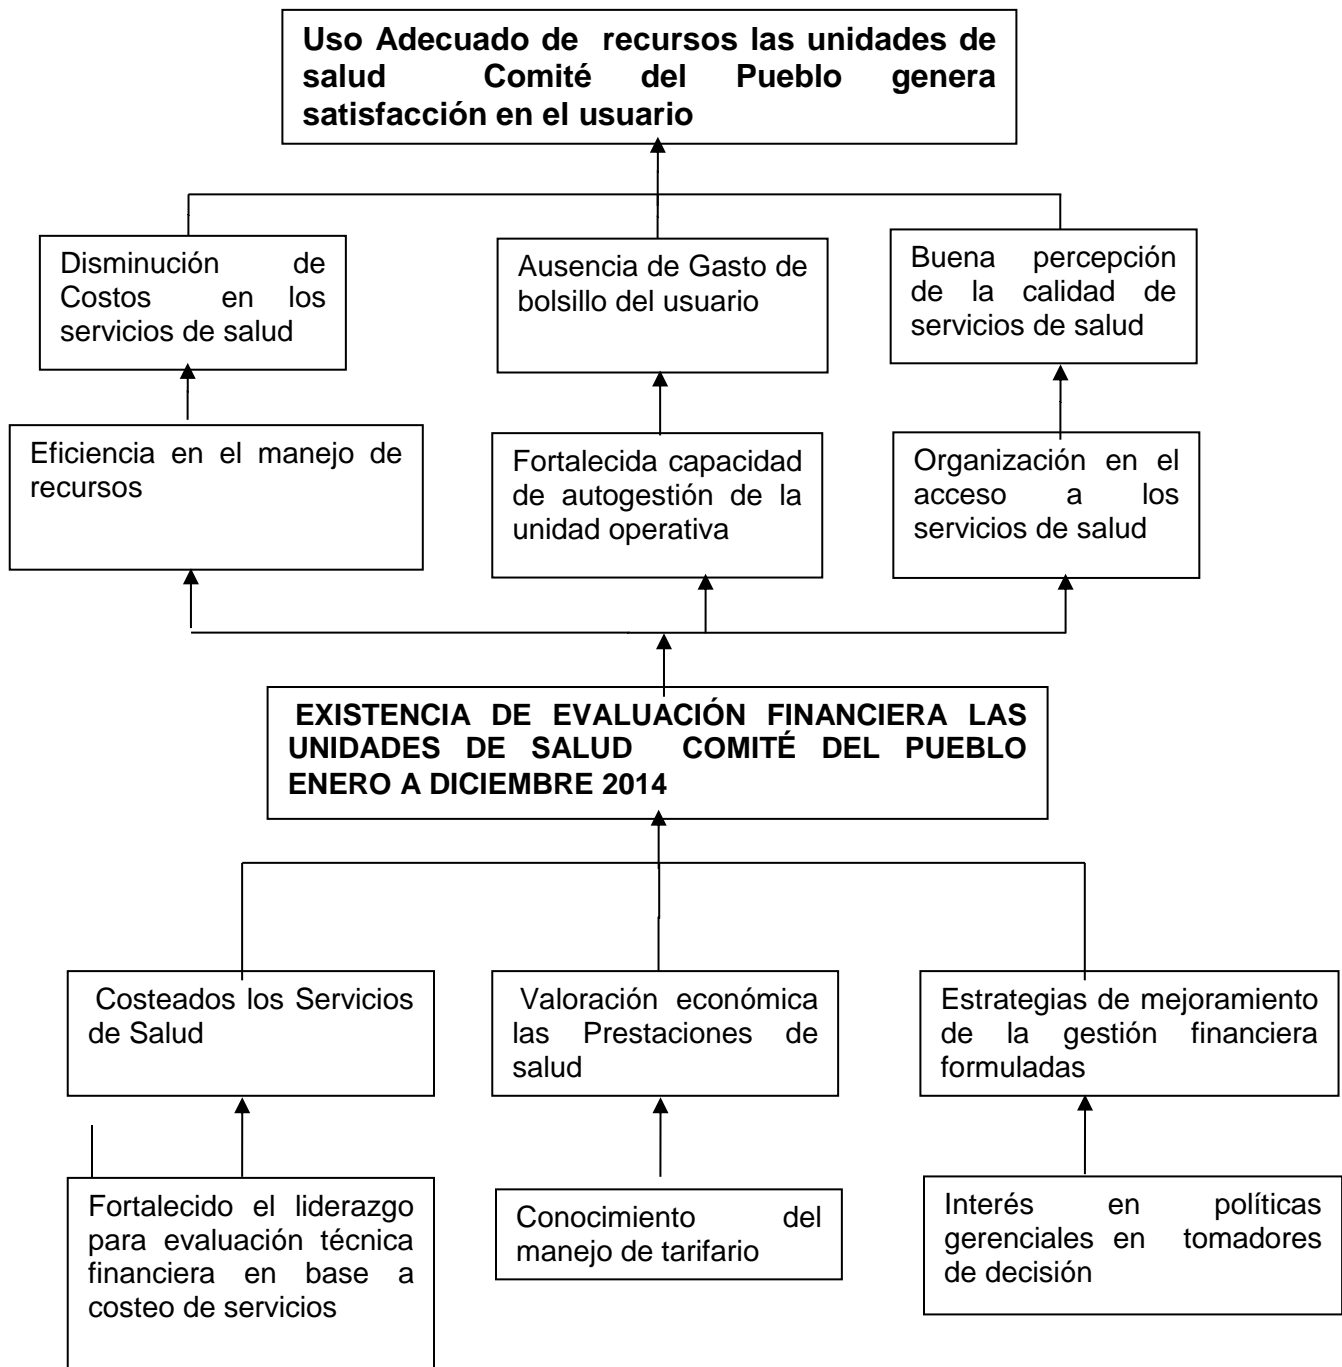 Uso Adecuado de recursos las unidades de
salud Comité del Pueblo genera
satisfacción en el usuario
Disminución de
Costos en los
servicios de salud
Ausencia de Gasto de
bolsillo del usuario
Buena percepción
de la calidad de
servicios de salud
Eficiencia en el manejo de
recursos
Fortalecida capacidad
de autogestión de la
unidad operativa
Organización en el
acceso a los
servicios de salud
EXISTENCIA DE EVALUACIÓN FINANCIERA LAS
UNIDADES DE SALUD COMITÉ DEL PUEBLO
ENERO A DICIEMBRE 2014
Costeados los Servicios
de Salud
Valoración económica
las Prestaciones de
salud
Estrategias de mejoramiento
de la gestión financiera
formuladas
Fortalecido el liderazgo
para evaluación técnica
financiera en base a
costeo de servicios
Conocimiento del
manejo de tarifario
Interés en políticas
gerenciales en tomadores
de decisión